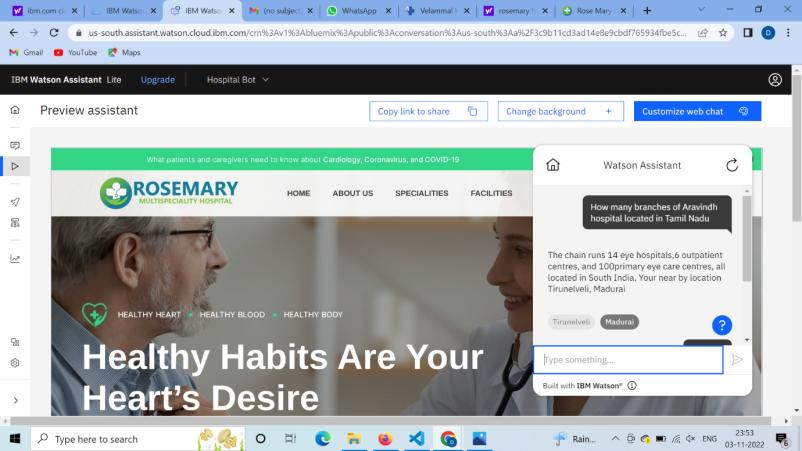 ibm.com cl
IBM Watson
IBM Watson
(no subject
WhatsApp
Velammal
rosemary h
Rose Mary
us-south.assistant.watson.cloud.ibm.com/crn%3Av1%3Abluemix%3Apublic%3Aconversation%3Aus-south%3Aa%2F3c9b11cd3ad14e8e9cbdf765934fbe5c...
Gmail
YouTube
Maps
IBM Watson Assistant Lite
Upgrade
Hospital Bot
Preview assistant
Copy link to share
Change background +
Customize web chat
What patients and caregivers need to know about Cardiology, Coronavirus, and COVID-19
ROSEMARY
MULTISPECIALITY HOSPITAL
HOME
ABOUT US
SPECIALITIES
FACILITIES
HEALTHY HEART
HEALTHY BLOOD
HEALTHY BODY
Healthy Habits Are Your
Heart's Desire
Watson Assistant
How many branches of Aravindh
hospital located in Tamil Nadu
The chain runs 14 eye hospitals,6 outpatient
centres, and 100primary eye care centres, all
located in South India. Your near by location
Tirunelveli, Madurai
Tirunelveli
Madurai
?
Type something...
Built with IBM Watson®
Type here to search
Rain...
ENG
23:53
03-11-2022
6